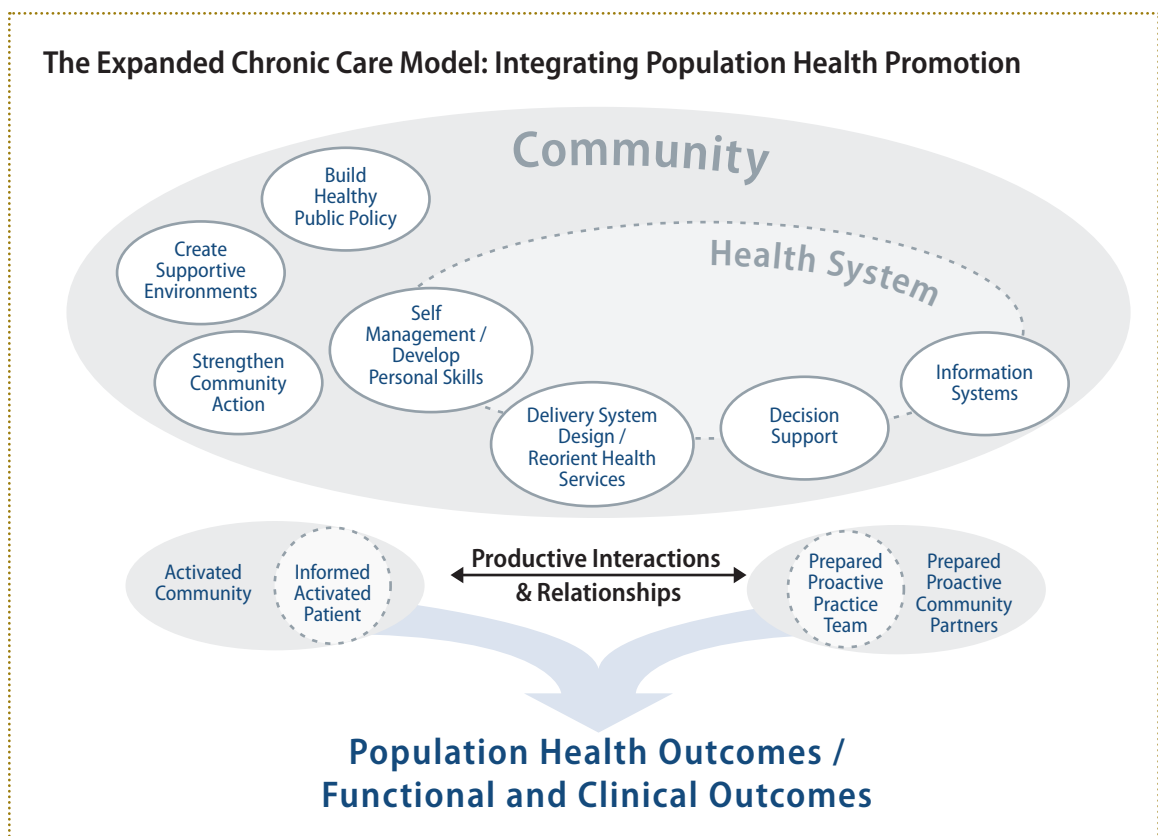 The Expanded Chronic Care Model: Integrating Population Health Promotion
Community
Build
Healthy
Public Policy
Health System
Create
Supportive
Environments
Self
Management /
Develop
Personal Skills
Strengthen
Community
Action
Delivery System
Design /
Reorient Health
Services
Decision
Support
Information
Systems
Activated
Community
Informed
Activated
Patient
Productive Interactions
& Relationships
Prepared
Proactive
Practice
Team
Prepared
Proactive
Community
Partners
Population Health Outcomes /
Functional and Clinical Outcomes